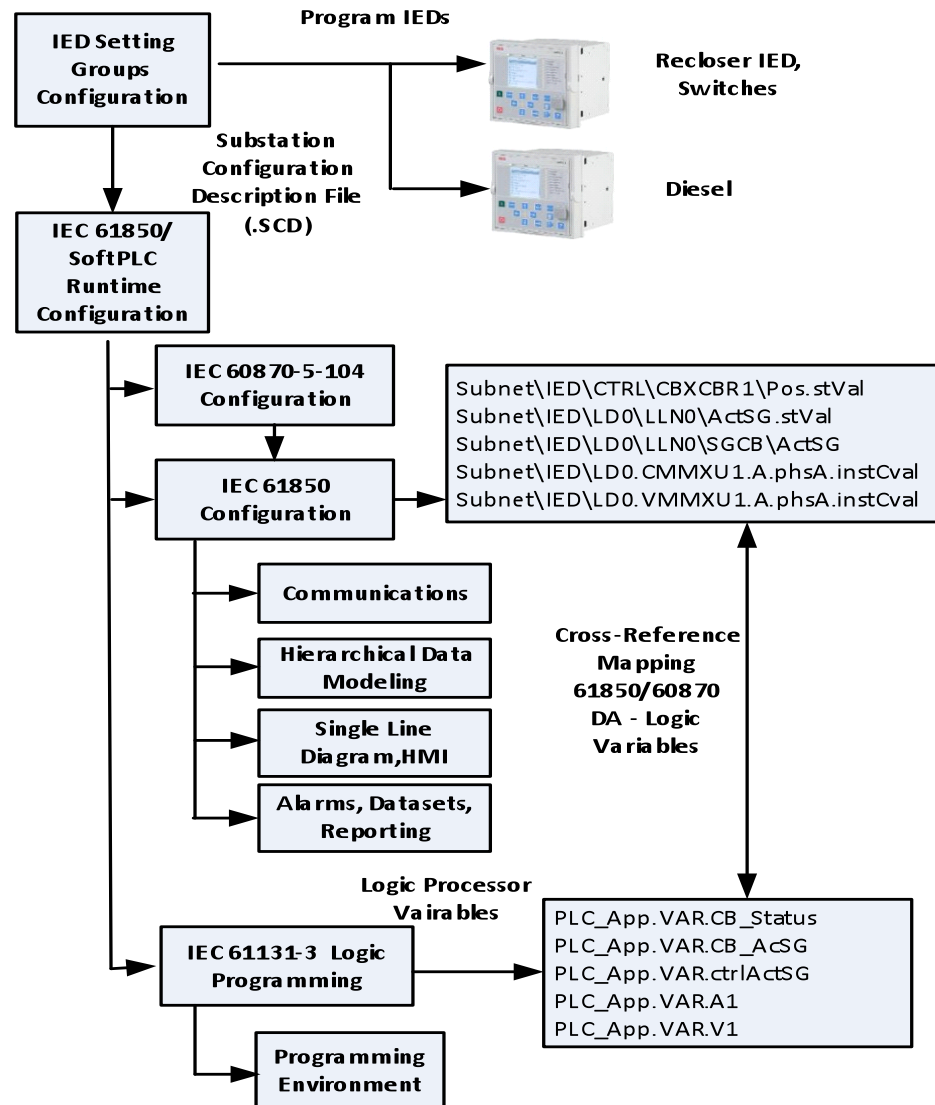 Program IEDs
IED Setting
Groups
Configuration
Recloser IED,
Switches
Substation
Configuration
Description File
(.SCD)
Diesel
IEC 61850/
SoftPLC
Runtime
Configuration
IEC 60870-5-104
Configuration
IEC 61850
Configuration
Subnet\IED\CTRL\CBXCBR1\Pos.stVal
Subnet\IED\LD0\LLN0\ActSG.stVal
Subnet\IED\LD0\LLN0\SGCB\ActSG
Subnet\IED\LD0.CMMXU1.A.phsA.instCval
Subnet\IED\LD0.VMMXU1.A.phsA.instCval
Communications
Hierarchical Data
Modeling
Single Line
Diagram,HMI
Alarms, Datasets,
Reporting
Cross-Reference
Mapping
61850/60870
DA - Logic
Variables
Logic Processor
Vairables
IEC 61131-3 Logic
Programming
PLC_App.VAR.CB_Status
PLC_App.VAR.CB_AcSG
PLC_App.VAR.ctrlActSG
PLC_App.VAR.A1
PLC_App.VAR.V1
Programming
Environment